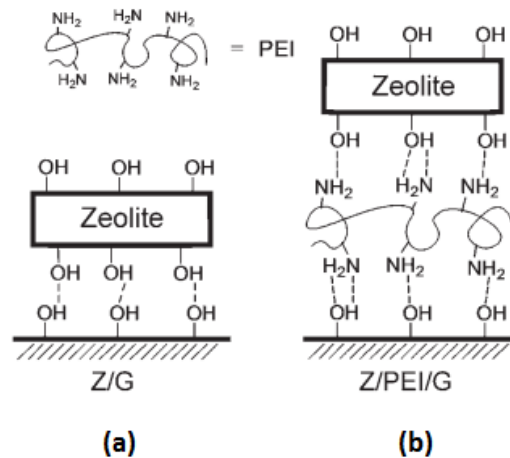 NH2 H2N NH2
H2N NH2 NH2
= PEI
OH OH OH
Zeolite
OH OH OH
OH OH OH
Z/G
(a)
OH OH OH
Zeolite
OH OH OH
NH2 H2N NH2
H2N NH2 NH2
OH OH OH
Z/PEI/G
(b)